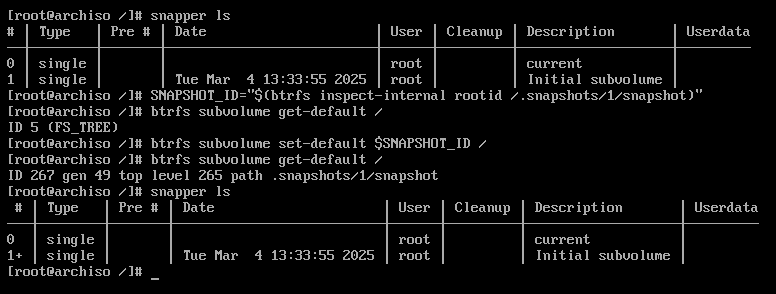 [root@archiso /]# snapper ls
# | Type | Pre # | Date | User | Cleanup | Description | Userdata
0 | single | | | root | | current |
1 | single | | Tue Mar  4 13:33:55 2025 | root | | Initial subvolume |
[root@archiso /]# SNAPSHOT_ID="$(btrfs inspect-internal rootid /.snapshots/1/snapshot)"
[root@archiso /]# btrfs subvolume get-default /
ID 5 (FS_TREE)
[root@archiso /]# btrfs subvolume set-default $SNAPSHOT_ID /
[root@archiso /]# btrfs subvolume get-default /
ID 267 gen 49 top level 265 path .snapshots/1/snapshot
[root@archiso /]# snapper ls
# | Type | Pre # | Date | User | Cleanup | Description | Userdata
0 | single | | | root | | current |
1+ | single | | Tue Mar  4 13:33:55 2025 | root | | Initial subvolume |
[root@archiso /]# _